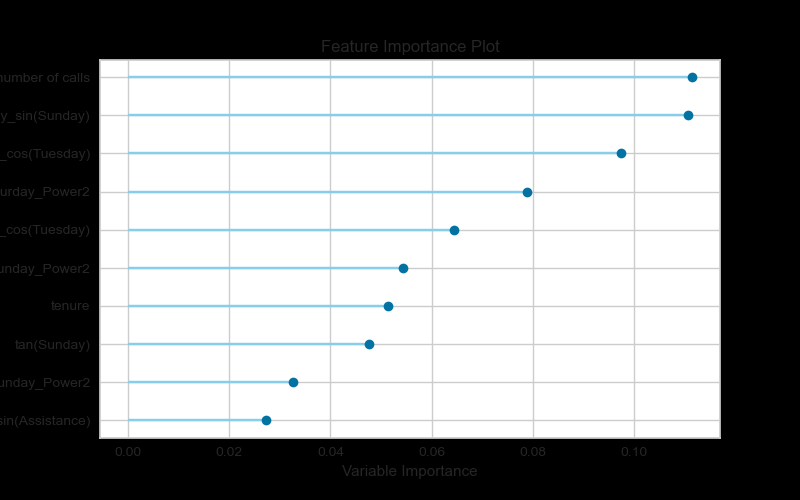 Feature Importance Plot
number of calls
y_sin(Sunday)
_cos(Tuesday)
urday_Power2
_cos(Tuesday)
unday_Power2
tenure
tan(Sunday)
unday_Power2
sin(Assistance)
0.00 0.02 0.04 0.06 0.08 0.10
Variable Importance